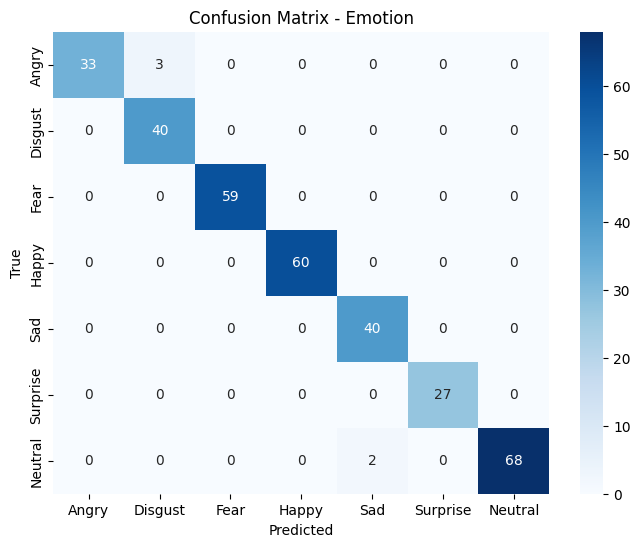 Confusion Matrix - Emotion
Angry 33 3 0 0 0 0 0
Disgust 0 40 0 0 0 0 0
Fear 0 0 59 0 0 0 0
Happy 0 0 0 60 0 0 0
Sad 0 0 0 0 40 0 0
Surprise 0 0 0 0 0 27 0
Neutral 0 0 0 0 2 0 68
True
Angry Disgust Fear Happy Sad Surprise Neutral
Predicted
60
50
40
30
20
10
0